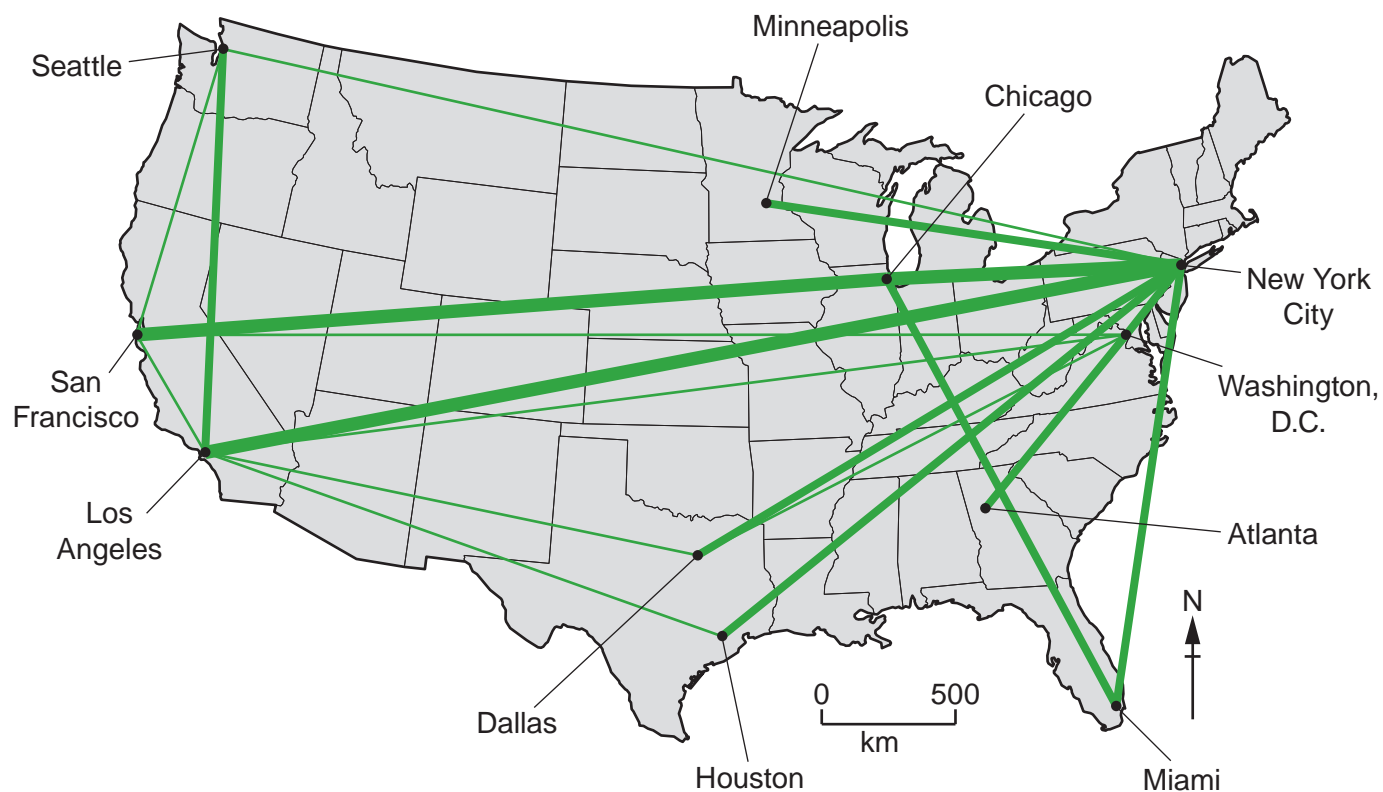 Minneapolis
Seattle
Chicago
New York
City
San
Francisco
Washington,
D.C.
Los
Angeles
Atlanta
N
0 500
km
Dallas
Houston
Miami